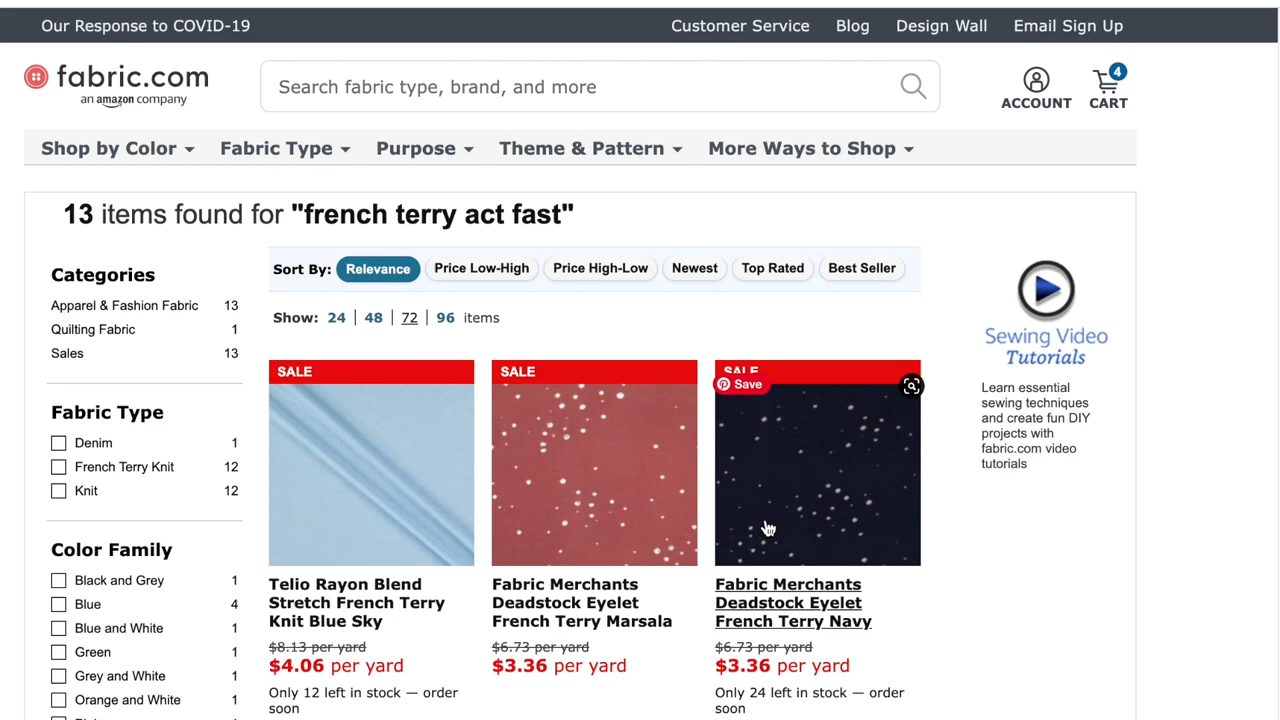 Our Response to COVID-19
Customer Service
Blog
Design Wall
Email Sign Up
fabric.com
an amazon company
Search fabric type, brand, and more
ACCOUNT
4
CART
Shop by Color
Fabric Type
Purpose
Theme & Pattern
More Ways to Shop
13 items found for "french terry act fast"
Categories
Apparel & Fashion Fabric 13
Quilting Fabric 1
Sales 13
Fabric Type
Denim 1
French Terry Knit 12
Knit 12
Color Family
Black and Grey 1
Blue 4
Blue and White 1
Green 1
Grey and White 1
Orange and White 1
Sort By: Relevance Price Low-High Price High-Low Newest Top Rated Best Seller
Show: 24 | 48 | 72 | 96 items
SALE
Telio Rayon Blend
Stretch French Terry
Knit Blue Sky
$8.13 per yard
$4.06 per yard
Only 12 left in stock — order
soon
SALE
Fabric Merchants
Deadstock Eyelet
French Terry Marsala
$6.73 per yard
$3.36 per yard
SALE
Save
Fabric Merchants
Deadstock Eyelet
French Terry Navy
$6.73 per yard
$3.36 per yard
Only 24 left in stock — order
soon
Sewing Video
Tutorials
Learn essential
sewing techniques
and create fun DIY
projects with
fabric.com video
tutorials